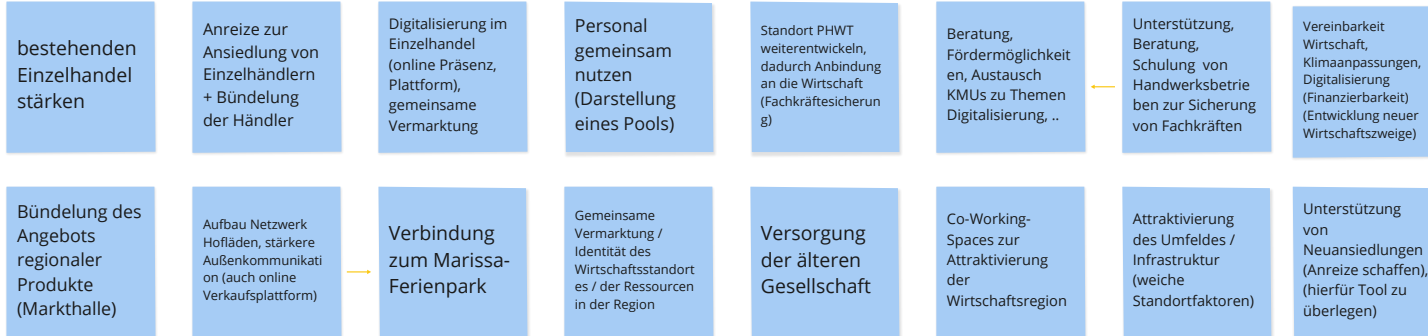 bestehenden
Einzelhandel
stärken
Anreize zur
Ansiedlung von
Einzelhändlern
+ Bündelung
der Händler
Digitalisierung im
Einzelhandel
(online Präsenz,
Plattform),
gemeinsame
Vermarktung
Personal
gemeinsam
nutzen
(Darstellung
eines Pools)
Standort PHWT
weiterentwickeln,
dadurch Anbindung
an die Wirtschaft
(Fachkräftesicherun
g)
Beratung,
Fördermöglichkeit
en, Austausch
KMUs zu Themen
Digitalisierung, ..
Unterstützung,
Beratung,
Schulung von
Handwerksbetrie
ben zur Sicherung
von Fachkräften
Vereinbarkeit
Wirtschaft,
Klimaanpassungen,
Digitalisierung
(Finanzierbarkeit)
(Entwicklung neuer
Wirtschaftszweige)
Bündelung des
Angebots
regionaler
Produkte
(Markthalle)
Aufbau Netzwerk
Hofläden, stärkere
Außenkommunikati
on (auch online
Verkaufsplattform)
Verbindung
zum Marissa-
Ferienpark
Gemeinsame
Vermarktung /
Identität des
Wirtschaftsstandort
es / der Ressourcen
in der Region
Versorgung
der älteren
Gesellschaft
Co-Working-
Spaces zur
Attraktivierung
der
Wirtschaftsregion
Attraktivierung
des Umfeldes /
Infrastruktur
(weiche
Standortfaktoren)
Unterstützung
von
Neuansiedlungen
(Anreize schaffen),
(hierfür Tool zu
überlegen)